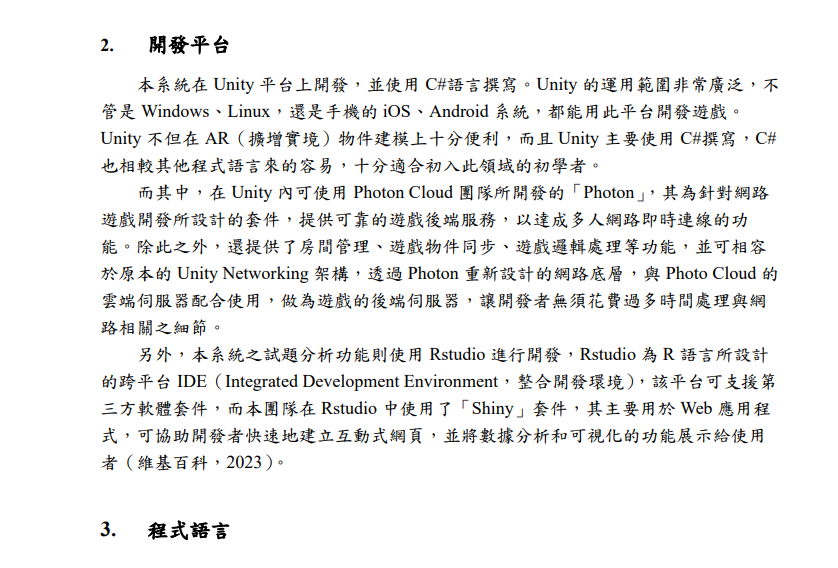 2. 開發平台
本系統在 Unity 平台上開發，並使用 C#語言撰寫。Unity 的運用範圍非常廣泛，不
管是 Windows、Linux，還是手機的 iOS、Android 系統，都能用此平台開發遊戲。
Unity 不但在 AR（擴增實境）物件建模上十分便利，而且 Unity 主要使用 C#撰寫，C#
也相較其他程式語言來的容易，十分適合初入此領域的初學者。
而其中，在 Unity 內可使用 Photon Cloud 團隊所開發的「Photon」，其為針對網路
遊戲開發所設計的套件，提供可靠的遊戲後端服務，以達成多人網路即時連線的功
能。除此之外，還提供了房間管理、遊戲物件同步、遊戲邏輯處理等功能，並可相容
於原本的 Unity Networking 架構，透過 Photon 重新設計的網路底層，與 Photo Cloud 的
雲端伺服器配合使用，做為遊戲的後端伺服器，讓開發者無須花費過多時間處理與網
路相關之細節。
另外，本系統之試題分析功能則使用 Rstudio 進行開發，Rstudio 為 R 語言所設計
的跨平台 IDE（Integrated Development Environment，整合開發環境），該平台可支援第
三方軟體套件，而本團隊在 Rstudio 中使用了「Shiny」套件，其主要用於 Web 應用程
式，可協助開發者快速地建立互動式網頁，並將數據分析和可視化的功能展示給使用
者（維基百科，2023）。
3. 程式語言